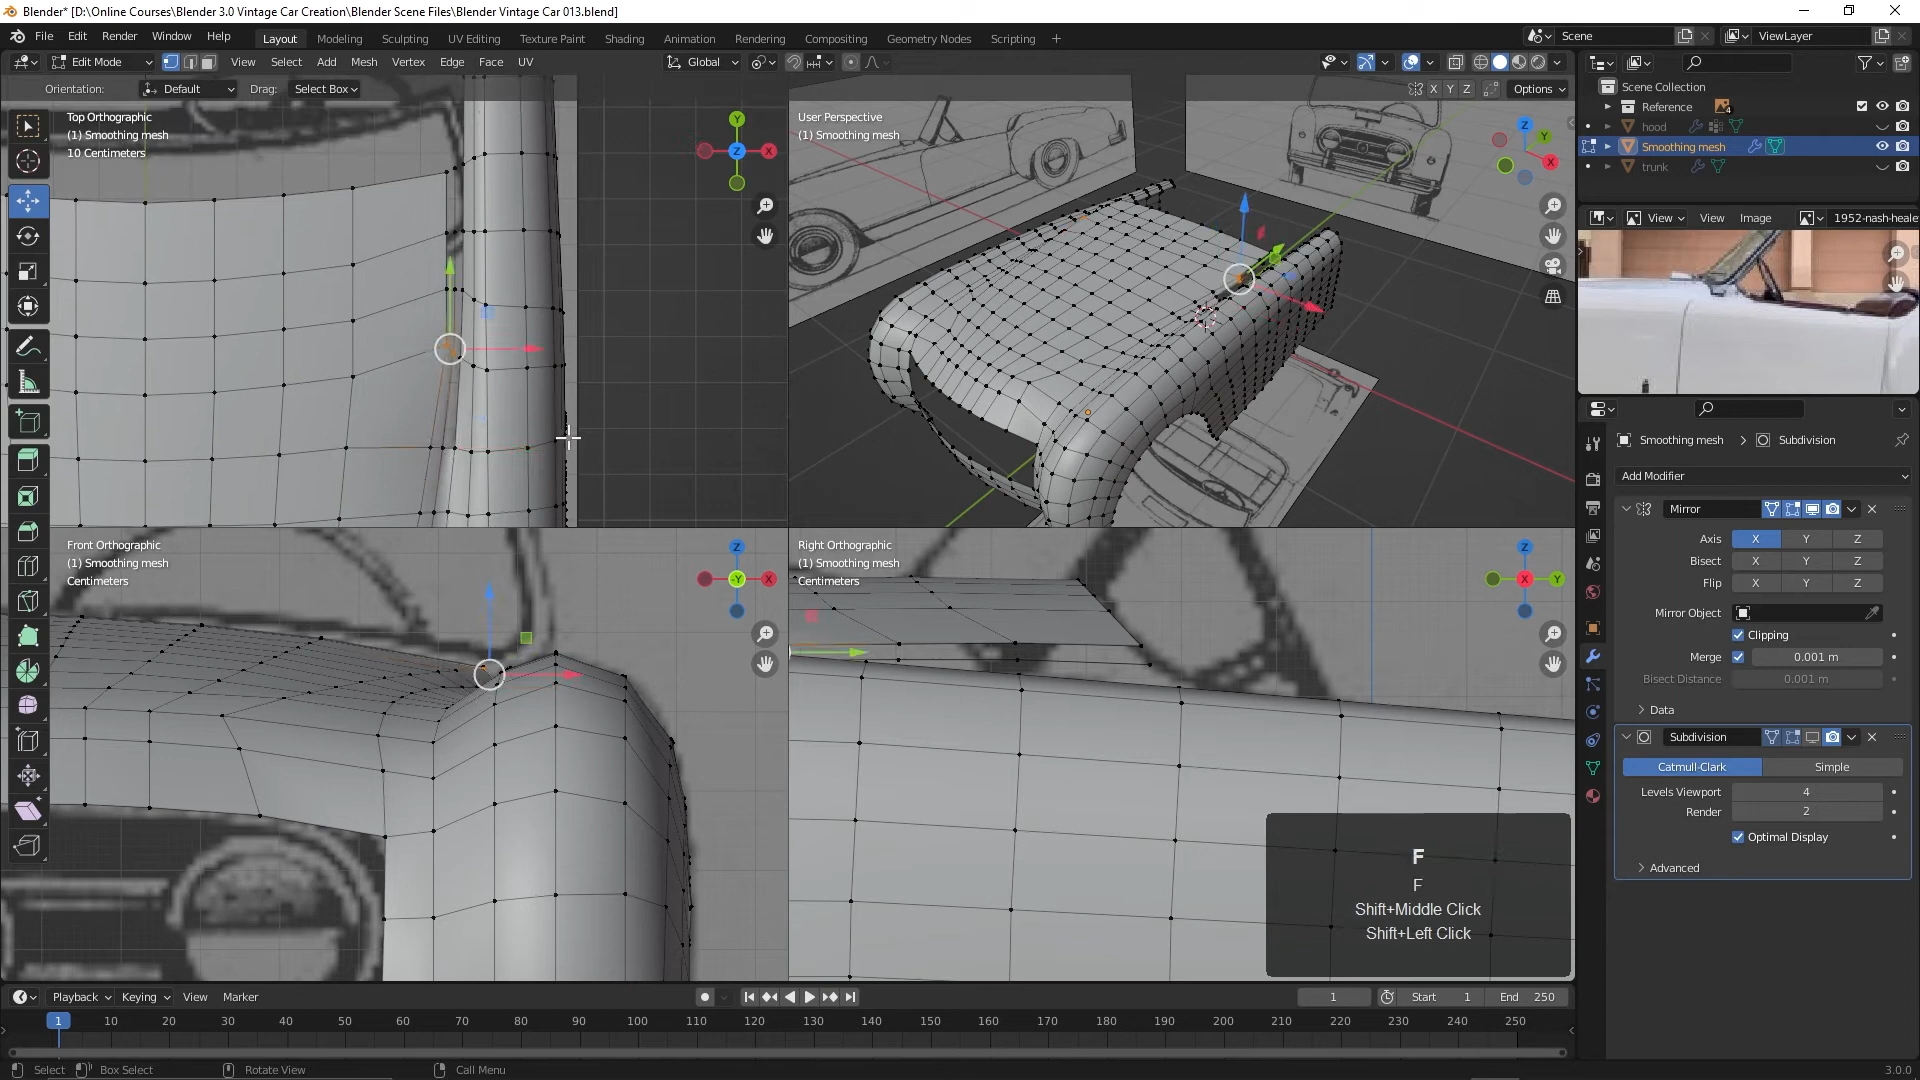 Blender* [D:\Online Courses\Blender 3.0 Vintage Car Creation\Blender Scene Files\Blender Vintage Car 013.blend]
File Edit Render Window Help Layout Modeling Sculpting UV Editing Texture Paint Shading Animation Rendering Compositing Geometry Nodes Scripting + Scene ViewLayer
Edit Mode View Select Add Mesh Vertex Edge Face UV Global
Orientation: Default Drag: Select Box X Y Z Options
Scene Collection
Reference 4
hood
Smoothing mesh
trunk
View View Image 1952-nash-heale
Top Orthographic
(1) Smoothing mesh
10 Centimeters
User Perspective
(1) Smoothing mesh
Front Orthographic
(1) Smoothing mesh
Centimeters
Right Orthographic
(1) Smoothing mesh
Centimeters
F
F
Shift+Middle Click
Shift+Left Click
Smoothing mesh > Subdivision
Add Modifier
Mirror
Axis X Y Z
Bisect X Y Z
Flip X Y Z
Mirror Object
Clipping
Merge 0.001 m
Bisect Distance 0.001 m
Data
Subdivision
Catmull-Clark Simple
Levels Viewport 4
Render 2
Optimal Display
Advanced
Playback Keying View Marker 1 Start 1 End 250
1 10 20 30 40 50 60 70 80 90 100 110 120 130 140 150 160 170 180 190 200 210 220 230 240 250
Select Box Select Rotate View Call Menu 3.0.0